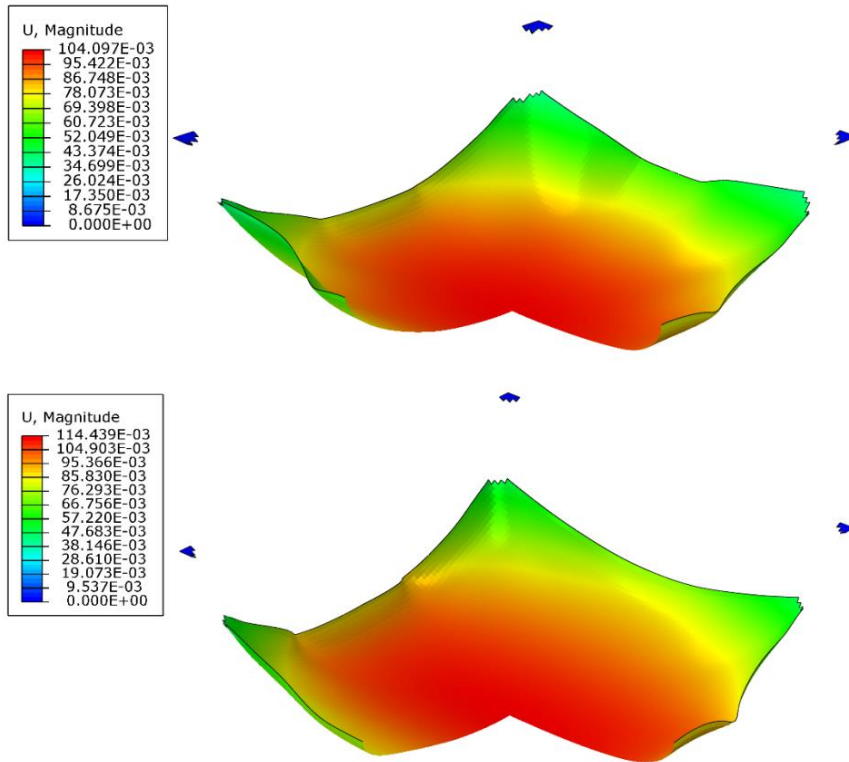 U, Magnitude
104.097E-03
95.422E-03
86.748E-03
78.073E-03
69.398E-03
60.723E-03
52.049E-03
43.374E-03
34.699E-03
26.024E-03
17.350E-03
8.675E-03
0.000E+00
U, Magnitude
114.439E-03
104.903E-03
95.366E-03
85.830E-03
76.293E-03
66.756E-03
57.220E-03
47.683E-03
38.146E-03
28.610E-03
19.073E-03
9.537E-03
0.000E+00